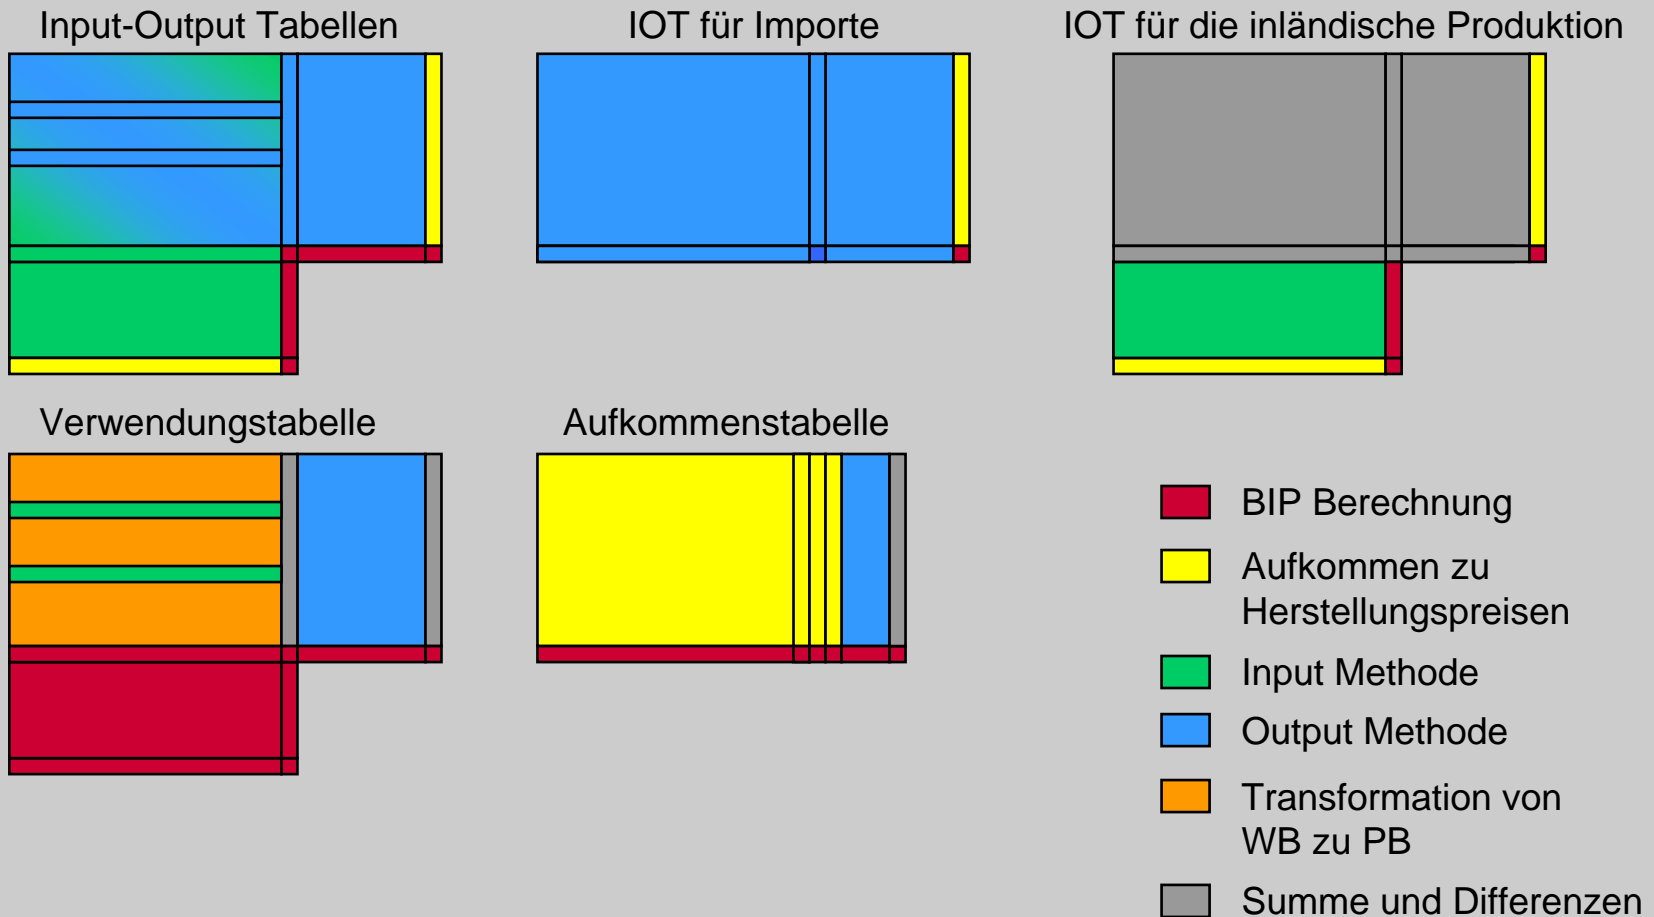 Input-Output Tabellen
IOT für Importe
IOT für die inländische Produktion
Verwendungstabelle
Aufkommenstabelle
BIP Berechnung
Aufkommen zu
Herstellungspreisen
Input Methode
Output Methode
Transformation von
WB zu PB
Summe und Differenzen